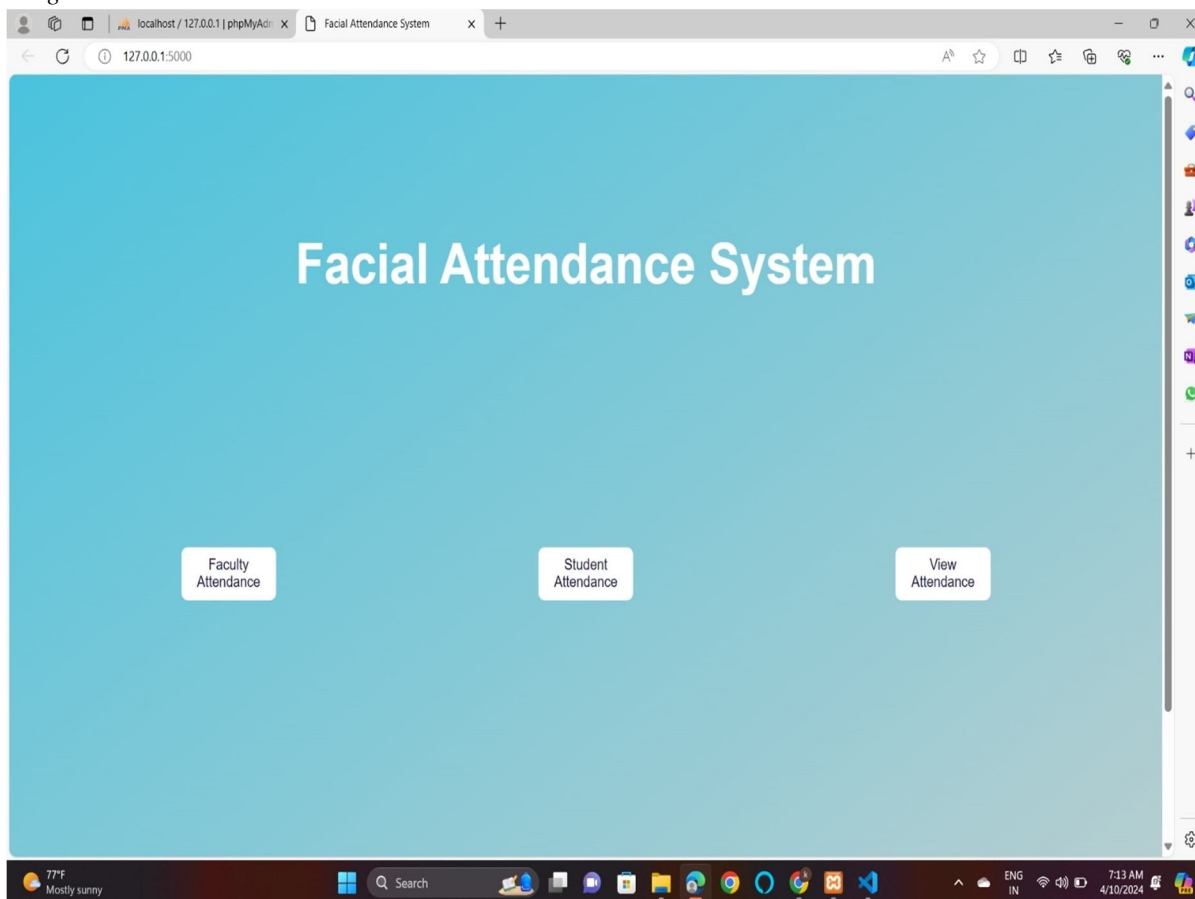 localhost / 127.0.0.1 | phpMyAdr
Facial Attendance System
127.0.0.1:5000
Facial Attendance System
Faculty
Attendance
Student
Attendance
View
Attendance
77°F
Mostly sunny
Search
ENG
IN
7:13 AM
4/10/2024